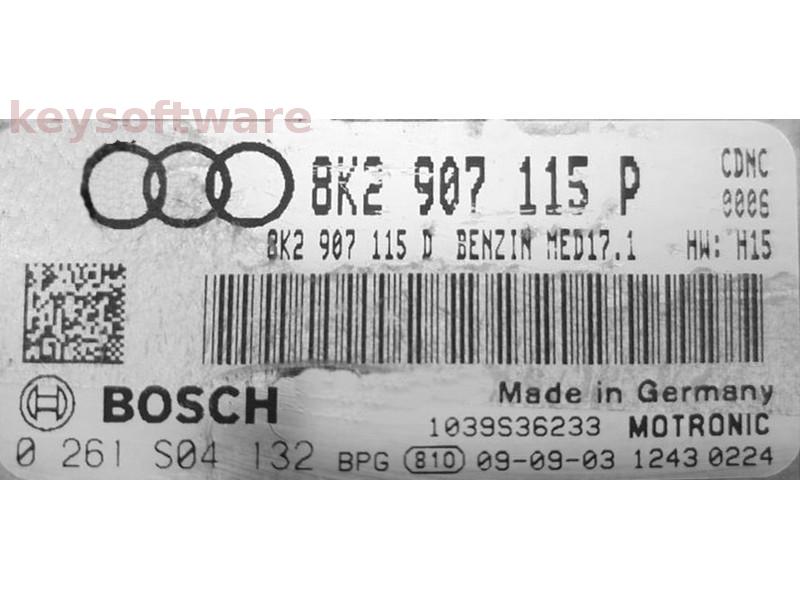 keysoftware
8K2 907 115 P CDNC
0006
8K2 907 115 D BENZIN MED17.1 HW: H15
Made in Germany
BOSCH
1039S36233 MOTRONIC
0 261 S04 132 BPG 810 09-09-03 1243 0224